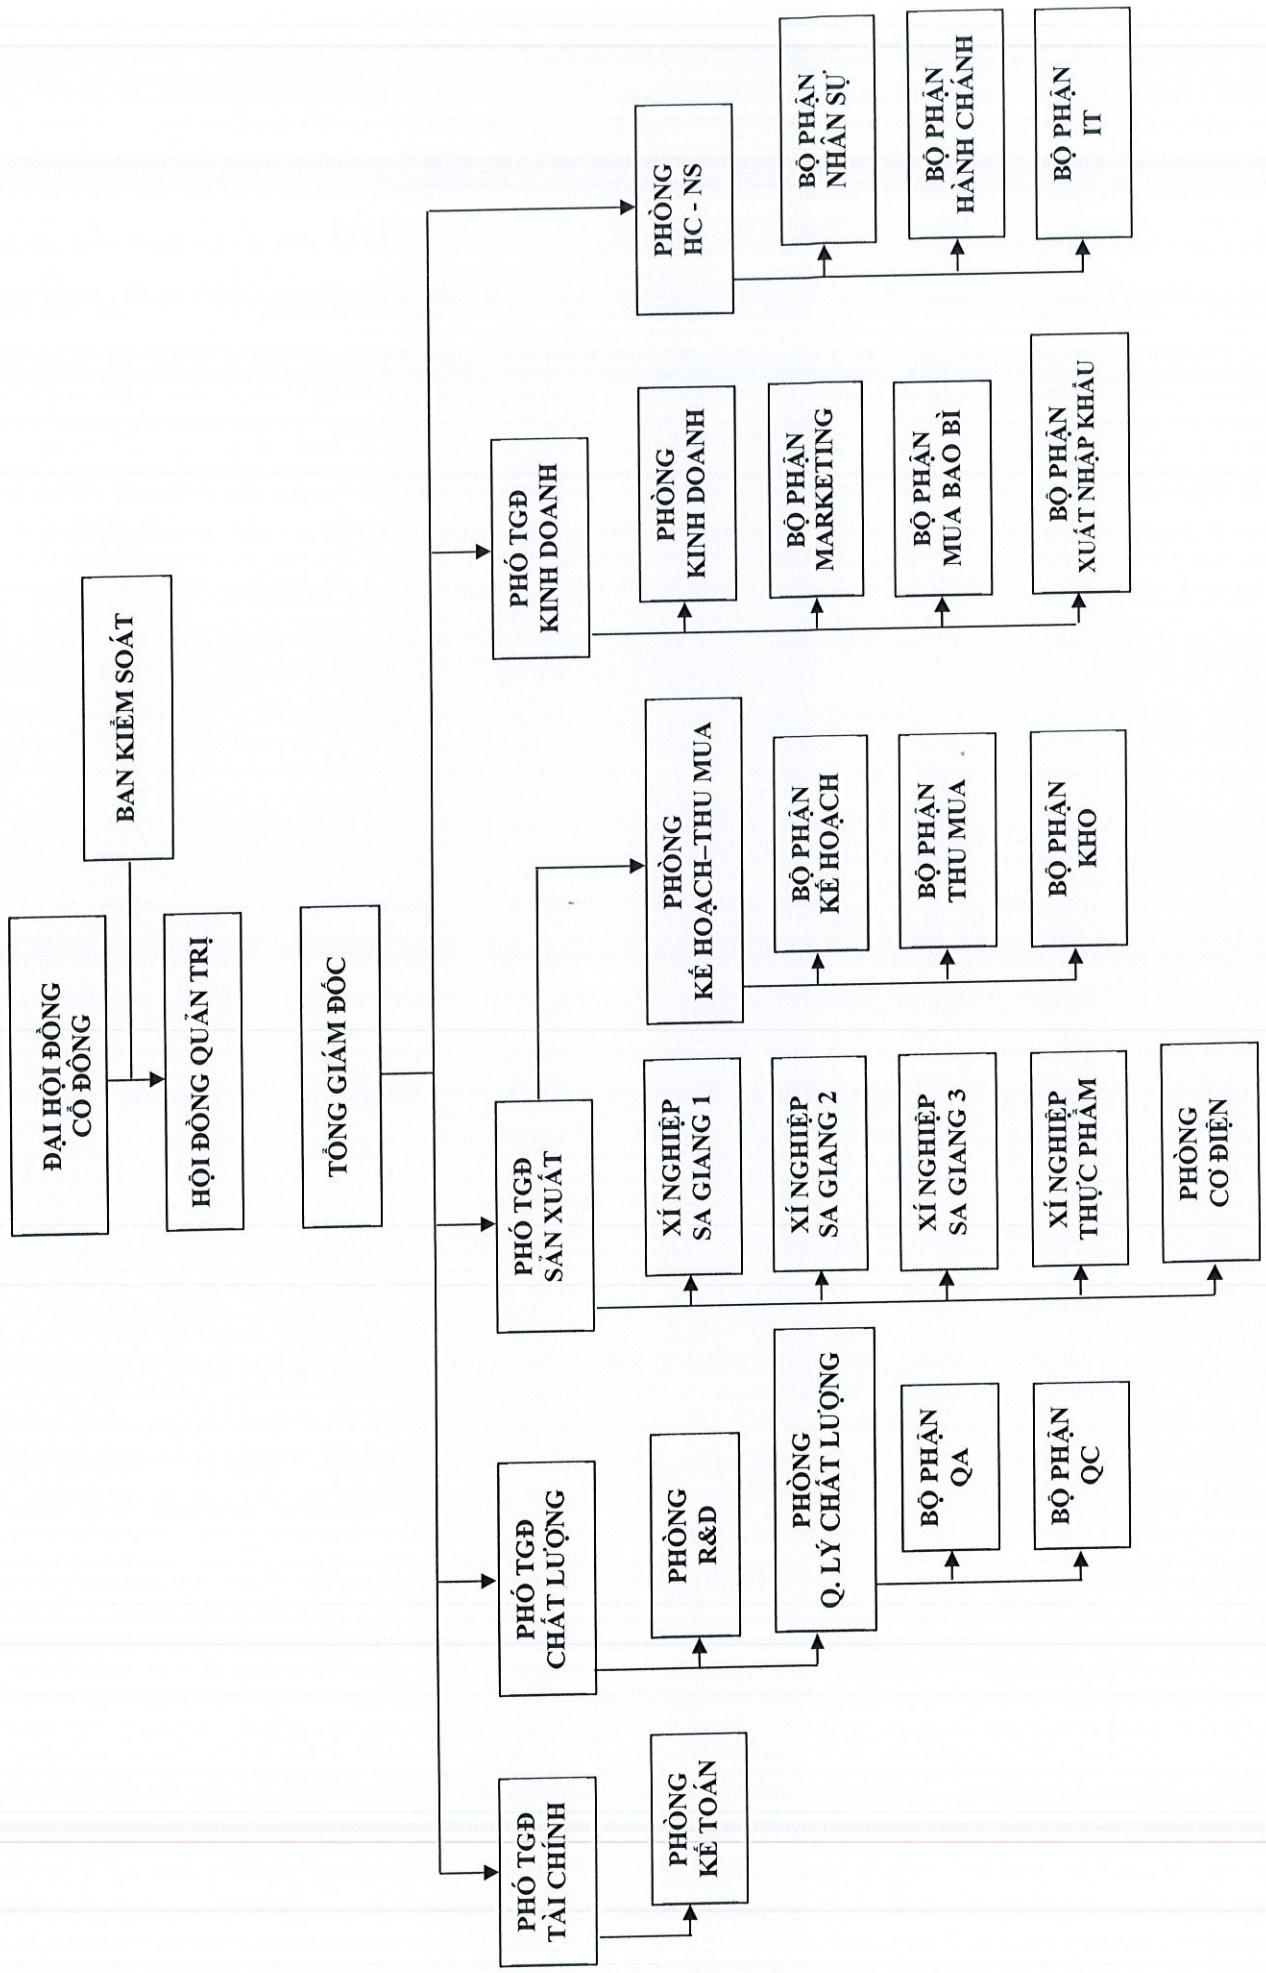 ĐẠI HỘI ĐỒNG
CỔ ĐÔNG
BAN KIỂM SOÁT
HỘI ĐỒNG QUẢN TRỊ
TỔNG GIÁM ĐỐC
PHÓ TGĐ
TÀI CHÍNH
PHÒNG
KẾ TOÁN
PHÓ TGĐ
CHẤT LƯỢNG
PHÒNG
R&D
PHÒNG
Q. LÝ CHẤT LƯỢNG
BỘ PHẬN
QA
BỘ PHẬN
QC
PHÓ TGĐ
SẢN XUẤT
XÍ NGHIỆP
SA GIANG 1
XÍ NGHIỆP
SA GIANG 2
XÍ NGHIỆP
SA GIANG 3
XÍ NGHIỆP
THỰC PHẨM
PHÒNG
CƠ ĐIỆN
PHÒNG
KẾ HOẠCH–THU MUA
BỘ PHẬN
KẾ HOẠCH
BỘ PHẬN
THU MUA
BỘ PHẬN
KHO
PHÓ TGĐ
KINH DOANH
PHÒNG
KINH DOANH
BỘ PHẬN
MARKETING
BỘ PHẬN
MUA BAO BÌ
BỘ PHẬN
XUẤT NHẬP KHẨU
PHÒNG
HC - NS
BỘ PHẬN
NHÂN SỰ
BỘ PHẬN
HÀNH CHÁNH
BỘ PHẬN
IT